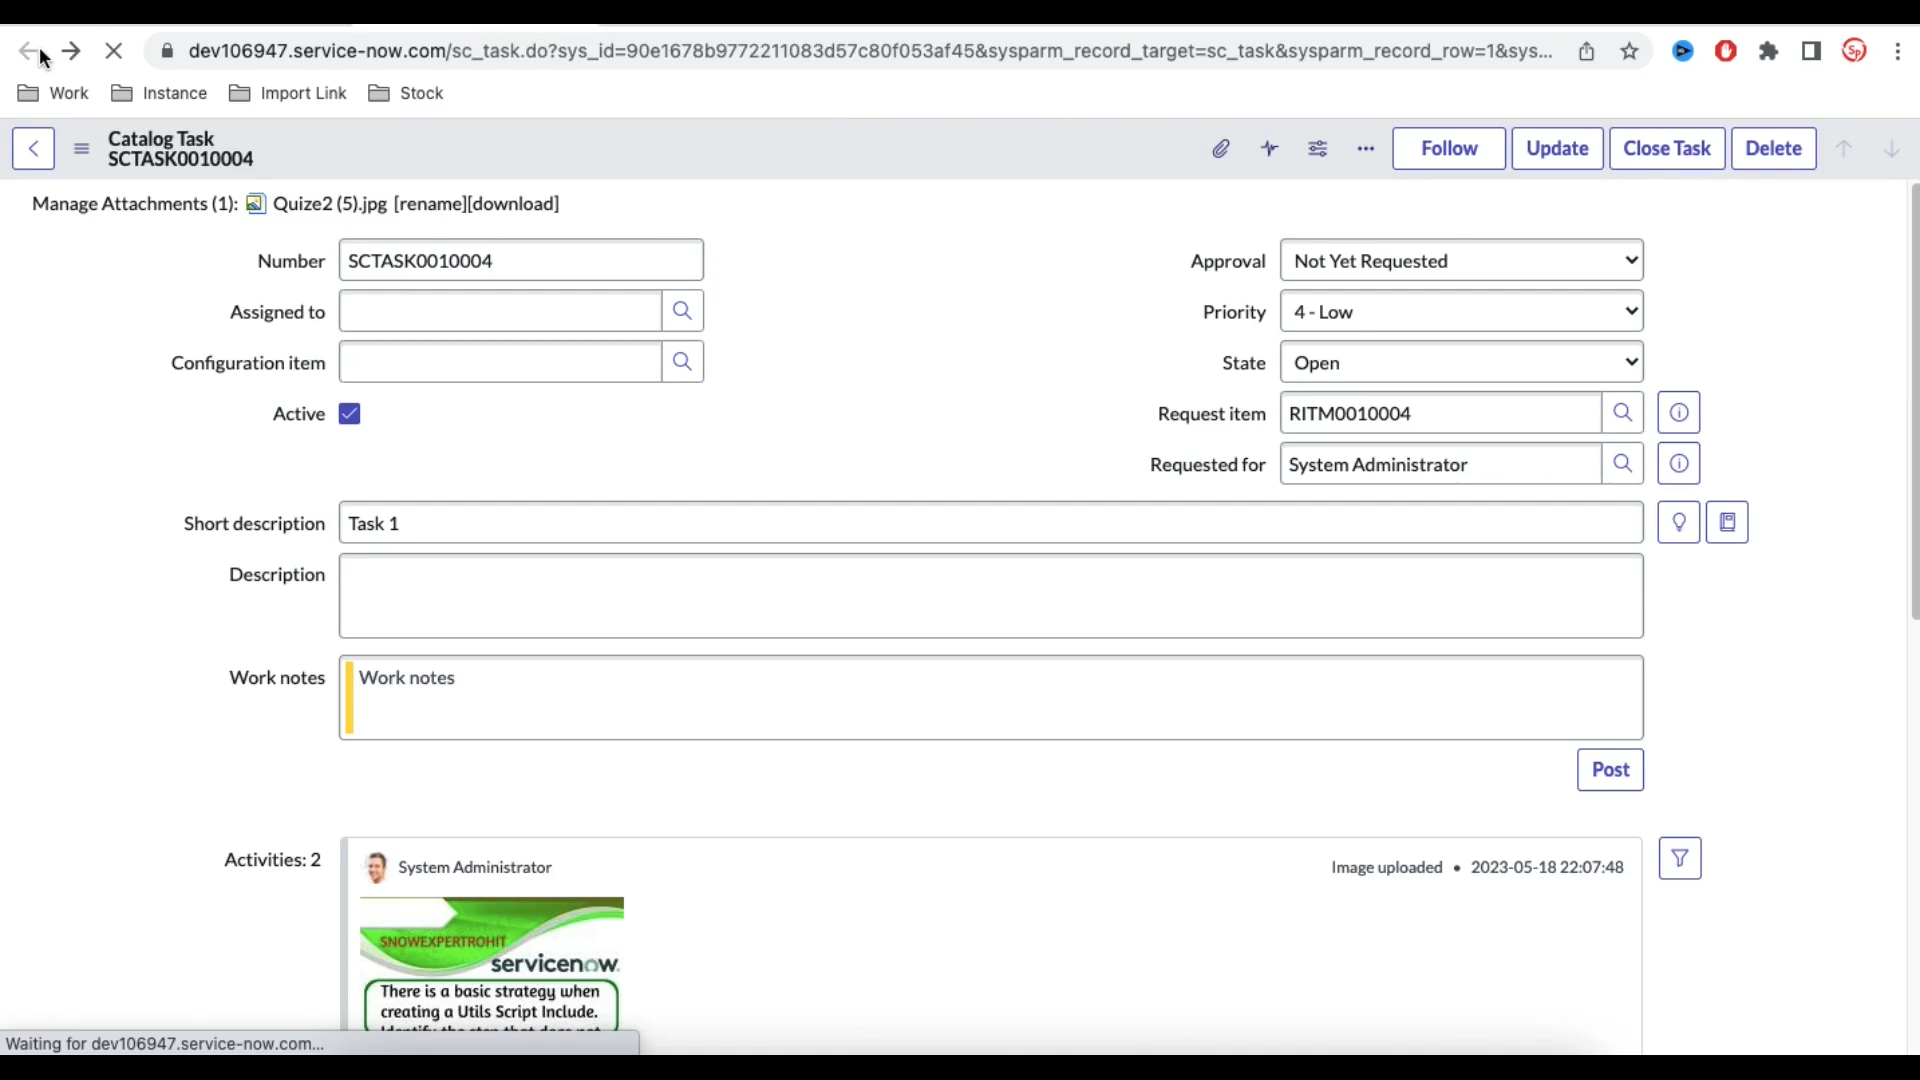 dev106947.service-now.com/sc_task.do?sys_id=90e1678b9772211083d57c80f053af45&sysparm_record_target=sc_task&sysparm_record_row=1&sys...
Work Instance Import Link Stock
Catalog Task
SCTASK0010004
Follow Update Close Task Delete
Manage Attachments (1): Quize2 (5).jpg [rename][download]
Number SCTASK0010004 Approval Not Yet Requested
Assigned to Priority 4 - Low
Configuration item State Open
Active Request item RITM0010004
Requested for System Administrator
Short description Task 1
Description
Work notes Work notes
Post
Activities: 2 System Administrator Image uploaded • 2023-05-18 22:07:48
SNOWEXPERTROHIT
servicenow.
There is a basic strategy when
creating a Utils Script Include.
Waiting for dev106947.service-now.com...